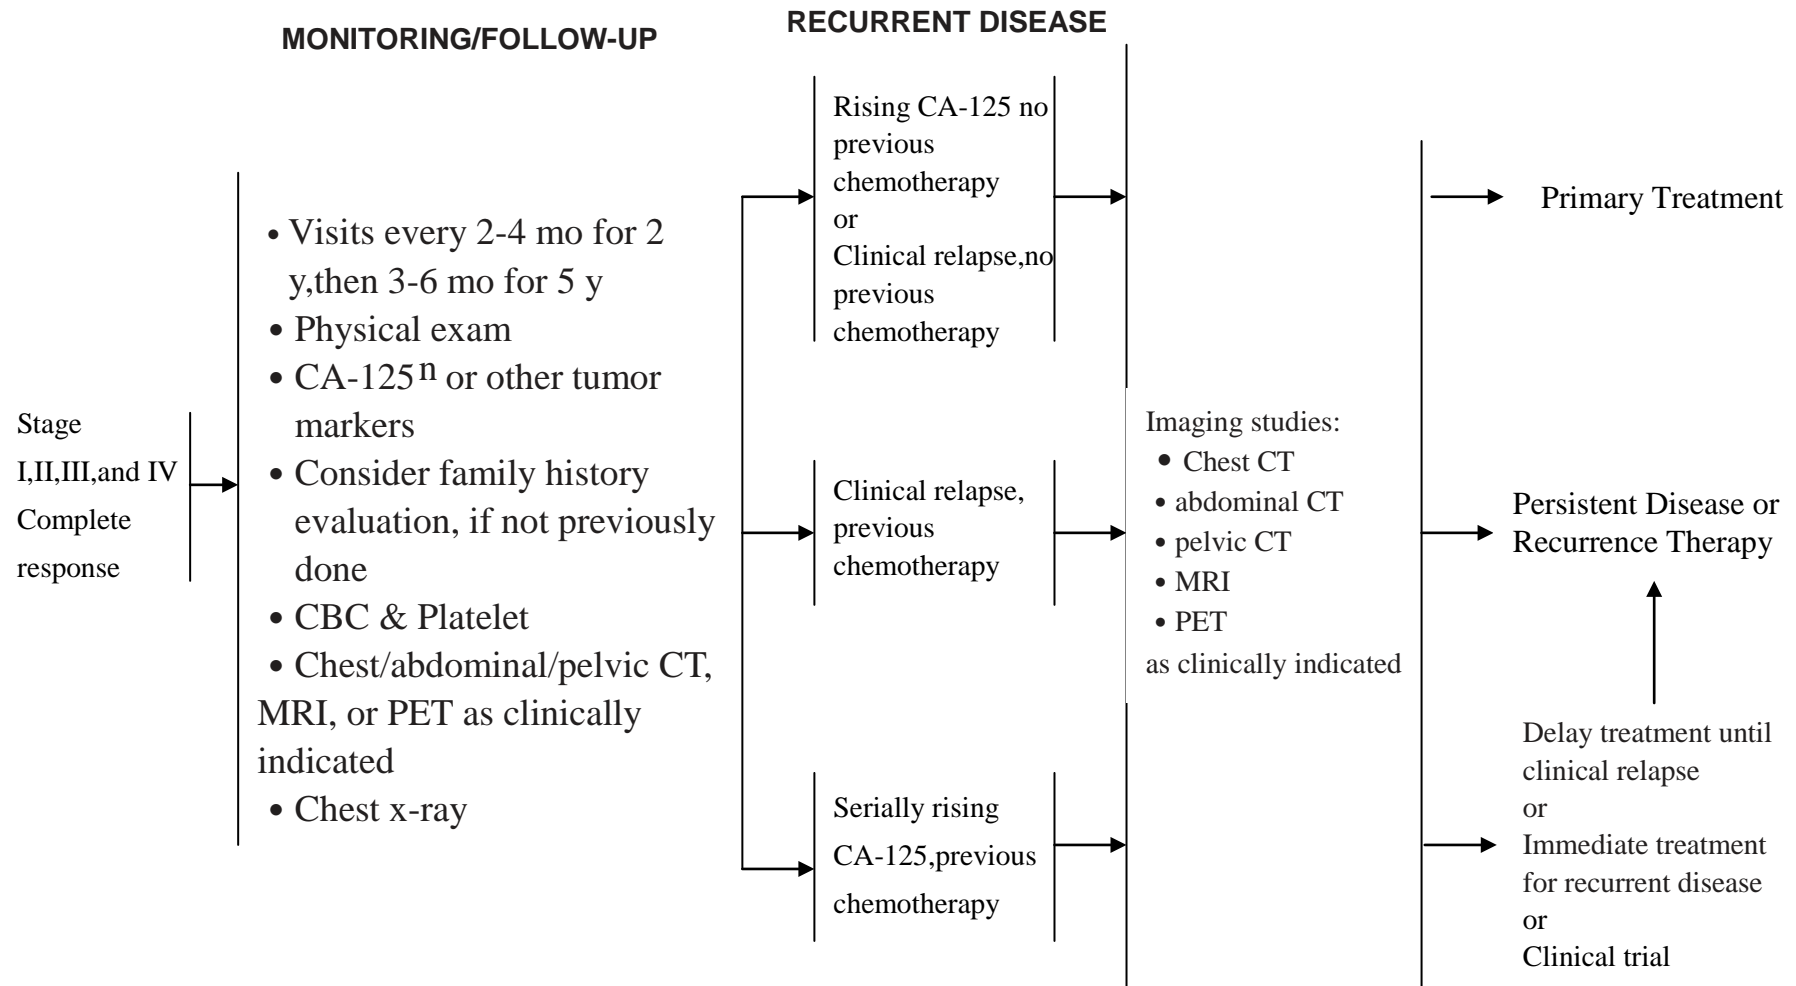 MONITORING/FOLLOW-UP
RECURRENT DISEASE
Stage
I,II,III,and IV
Complete
response
• Visits every 2-4 mo for 2
y,then 3-6 mo for 5 y
• Physical exam
• CA-125ⁿ or other tumor
markers
• Consider family history
evaluation, if not previously
done
• CBC & Platelet
• Chest/abdominal/pelvic CT,
MRI, or PET as clinically
indicated
• Chest x-ray
Rising CA-125 no
previous
chemotherapy
or
Clinical relapse,no
previous
chemotherapy
Clinical relapse,
previous
chemotherapy
Serially rising
CA-125,previous
chemotherapy
Imaging studies:
• Chest CT
• abdominal CT
• pelvic CT
• MRI
• PET
as clinically indicated
Primary Treatment
Persistent Disease or
Recurrence Therapy
Delay treatment until
clinical relapse
or
Immediate treatment
for recurrent disease
or
Clinical trial